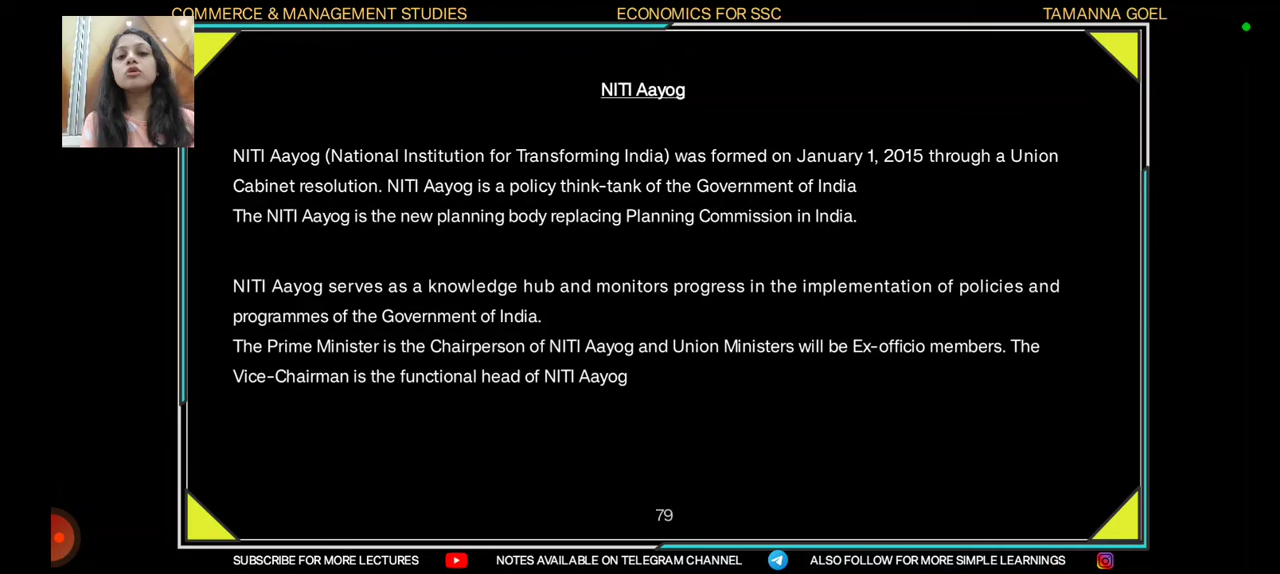 COMMERCE & MANAGEMENT STUDIES ECONOMICS FOR SSC TAMANNA GOEL
NITI Aayog
NITI Aayog (National Institution for Transforming India) was formed on January 1, 2015 through a Union
Cabinet resolution. NITI Aayog is a policy think-tank of the Government of India
The NITI Aayog is the new planning body replacing Planning Commission in India.
NITI Aayog serves as a knowledge hub and monitors progress in the implementation of policies and
programmes of the Government of India.
The Prime Minister is the Chairperson of NITI Aayog and Union Ministers will be Ex-officio members. The
Vice-Chairman is the functional head of NITI Aayog
79
SUBSCRIBE FOR MORE LECTURES NOTES AVAILABLE ON TELEGRAM CHANNEL ALSO FOLLOW FOR MORE SIMPLE LEARNINGS